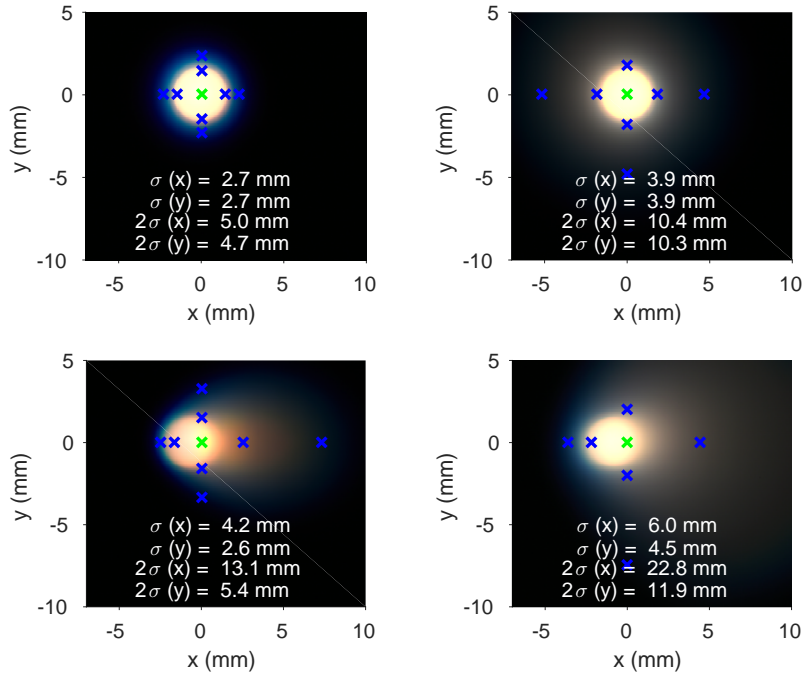 5
0
-5
-10
y (mm)
-5 0 5 10
x (mm)
σ (x) = 2.7 mm
σ (y) = 2.7 mm
2σ (x) = 5.0 mm
2σ (y) = 4.7 mm
5
0
-5
-10
y (mm)
-5 0 5 10
x (mm)
σ (x) = 3.9 mm
σ (y) = 3.9 mm
2σ (x) = 10.4 mm
2σ (y) = 10.3 mm
5
0
-5
-10
y (mm)
-5 0 5 10
x (mm)
σ (x) = 4.2 mm
σ (y) = 2.6 mm
2σ (x) = 13.1 mm
2σ (y) = 5.4 mm
5
0
-5
-10
y (mm)
-5 0 5 10
x (mm)
σ (x) = 6.0 mm
σ (y) = 4.5 mm
2σ (x) = 22.8 mm
2σ (y) = 11.9 mm